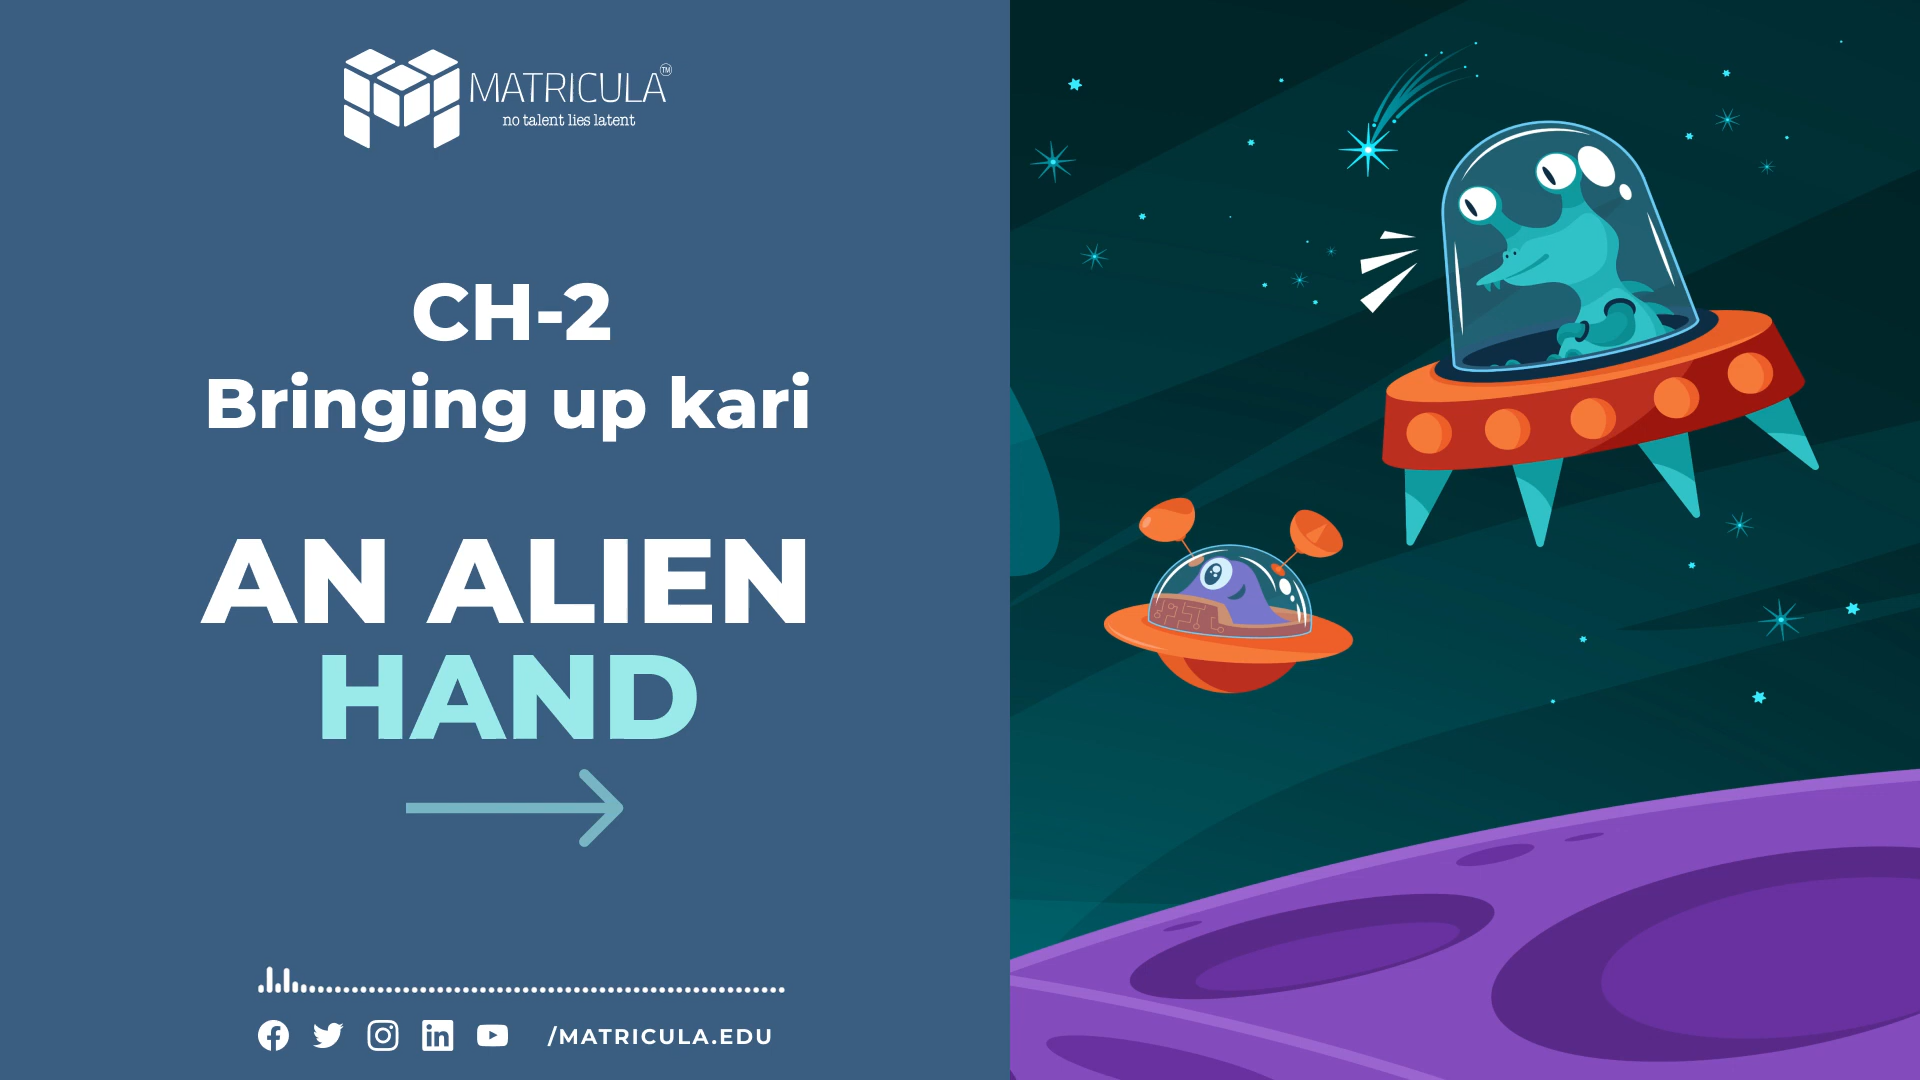 MATRICULA™
no talent lies latent
CH-2
Bringing up kari
AN ALIEN
HAND
/MATRICULA.EDU